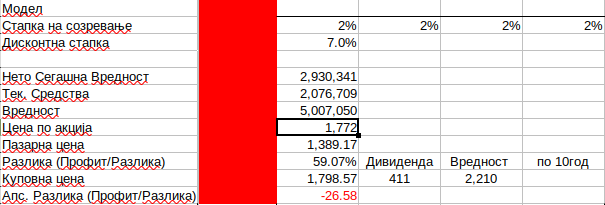 Модел
Стапка на созревање 2% 2% 2% 2%
Дисконтна стапка 7.0%
Нето Сегашна Вредност 2,930,341
Тек. Средства 2,076,709
Вредност 5,007,050
Цена по акција 1,772
Пазарна цена 1,389.17
Разлика (Профит/Разлика) 59.07% Дивиденда Вредност по 10год
Куповна цена 1,798.57 411 2,210
Апс. Разлика (Профит/Разлика) -26.58